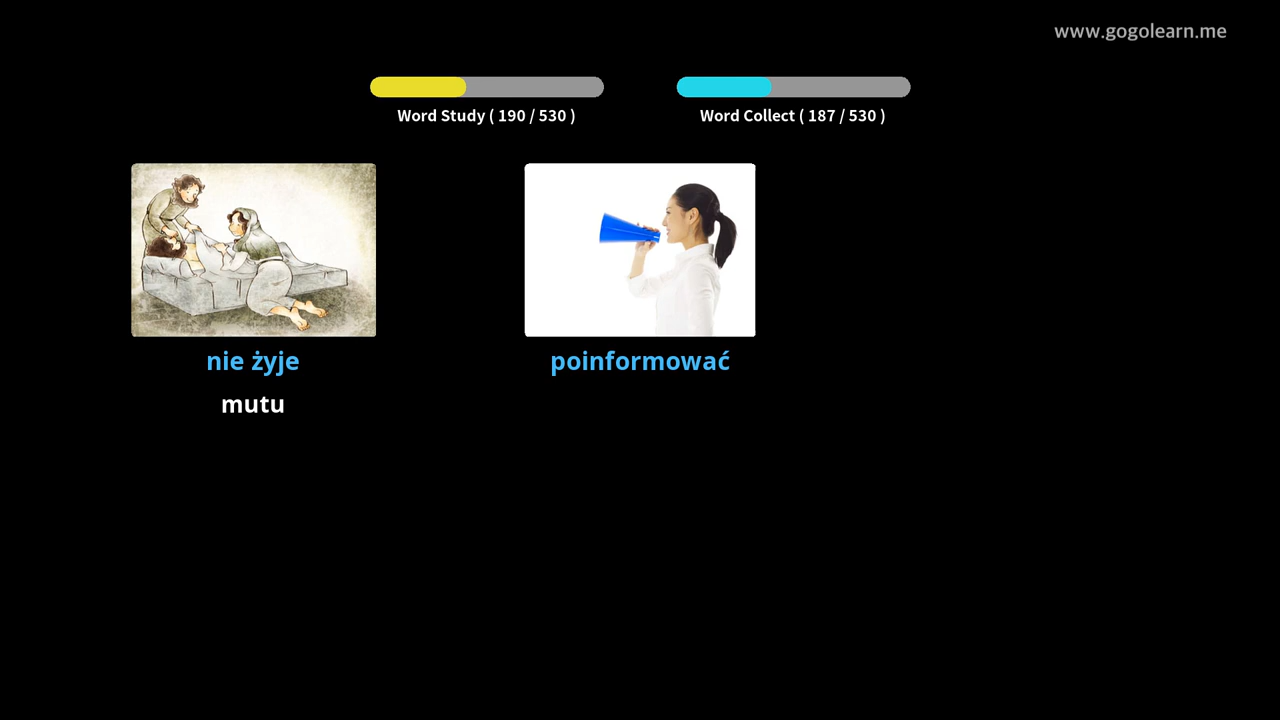 www.gogolearn.me
Word Study ( 190 / 530 )
Word Collect ( 187 / 530 )
nie żyje
poinformować
mutu